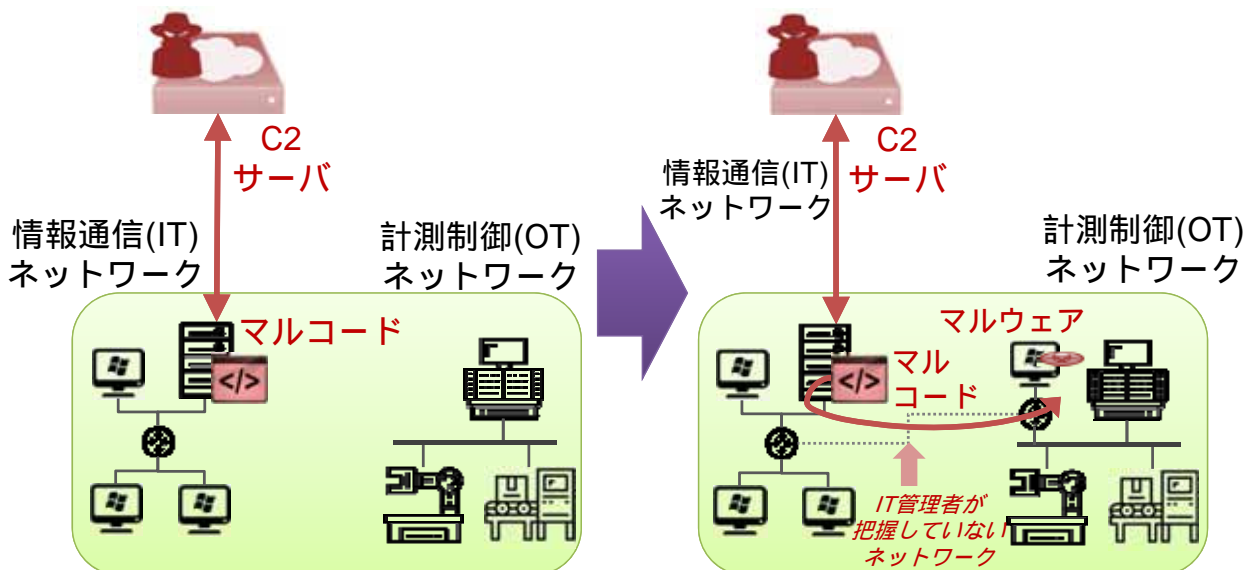 C2
サーバ
情報通信(IT)
ネットワーク
計測制御(OT)
ネットワーク
マルコード
</>
C2
サーバ
情報通信(IT)
ネットワーク
計測制御(OT)
ネットワーク
マルウェア
マル
コード
</>
IT管理者が
把握していない
ネットワーク